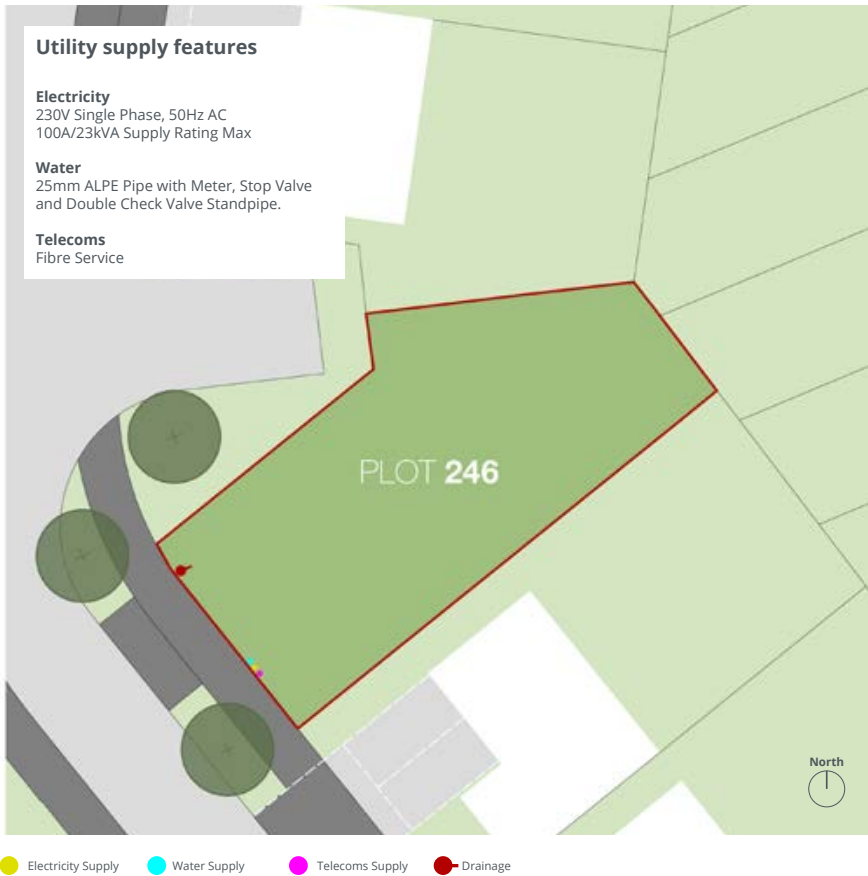 Utility supply features
Electricity
230V Single Phase, 50Hz AC
100A/23kVA Supply Rating Max
Water
25mm ALPE Pipe with Meter, Stop Valve
and Double Check Valve Standpipe.
Telecoms
Fibre Service
PLOT 246
North
Electricity Supply
Water Supply
Telecoms Supply
Drainage